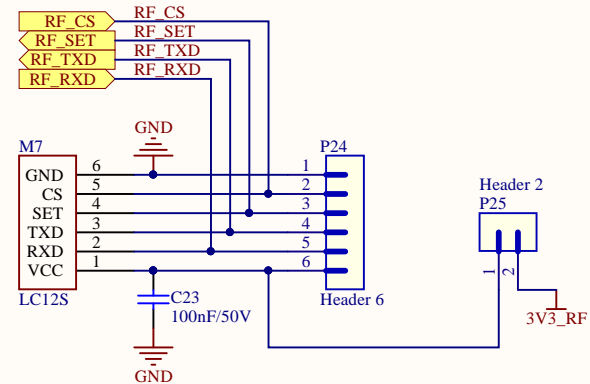 RF_CS RF_CS
RF_SET RF_SET
RF_TXD RF_TXD
RF_RXD RF_RXD
GND
M7
P24
GND 6 1
CS 5 2
SET 4 3
TXD 3 4
RXD 2 5
VCC 1 6
LC12S
Header 6
C23
100nF/50V
GND
Header 2
P25
1 2
3V3_RF